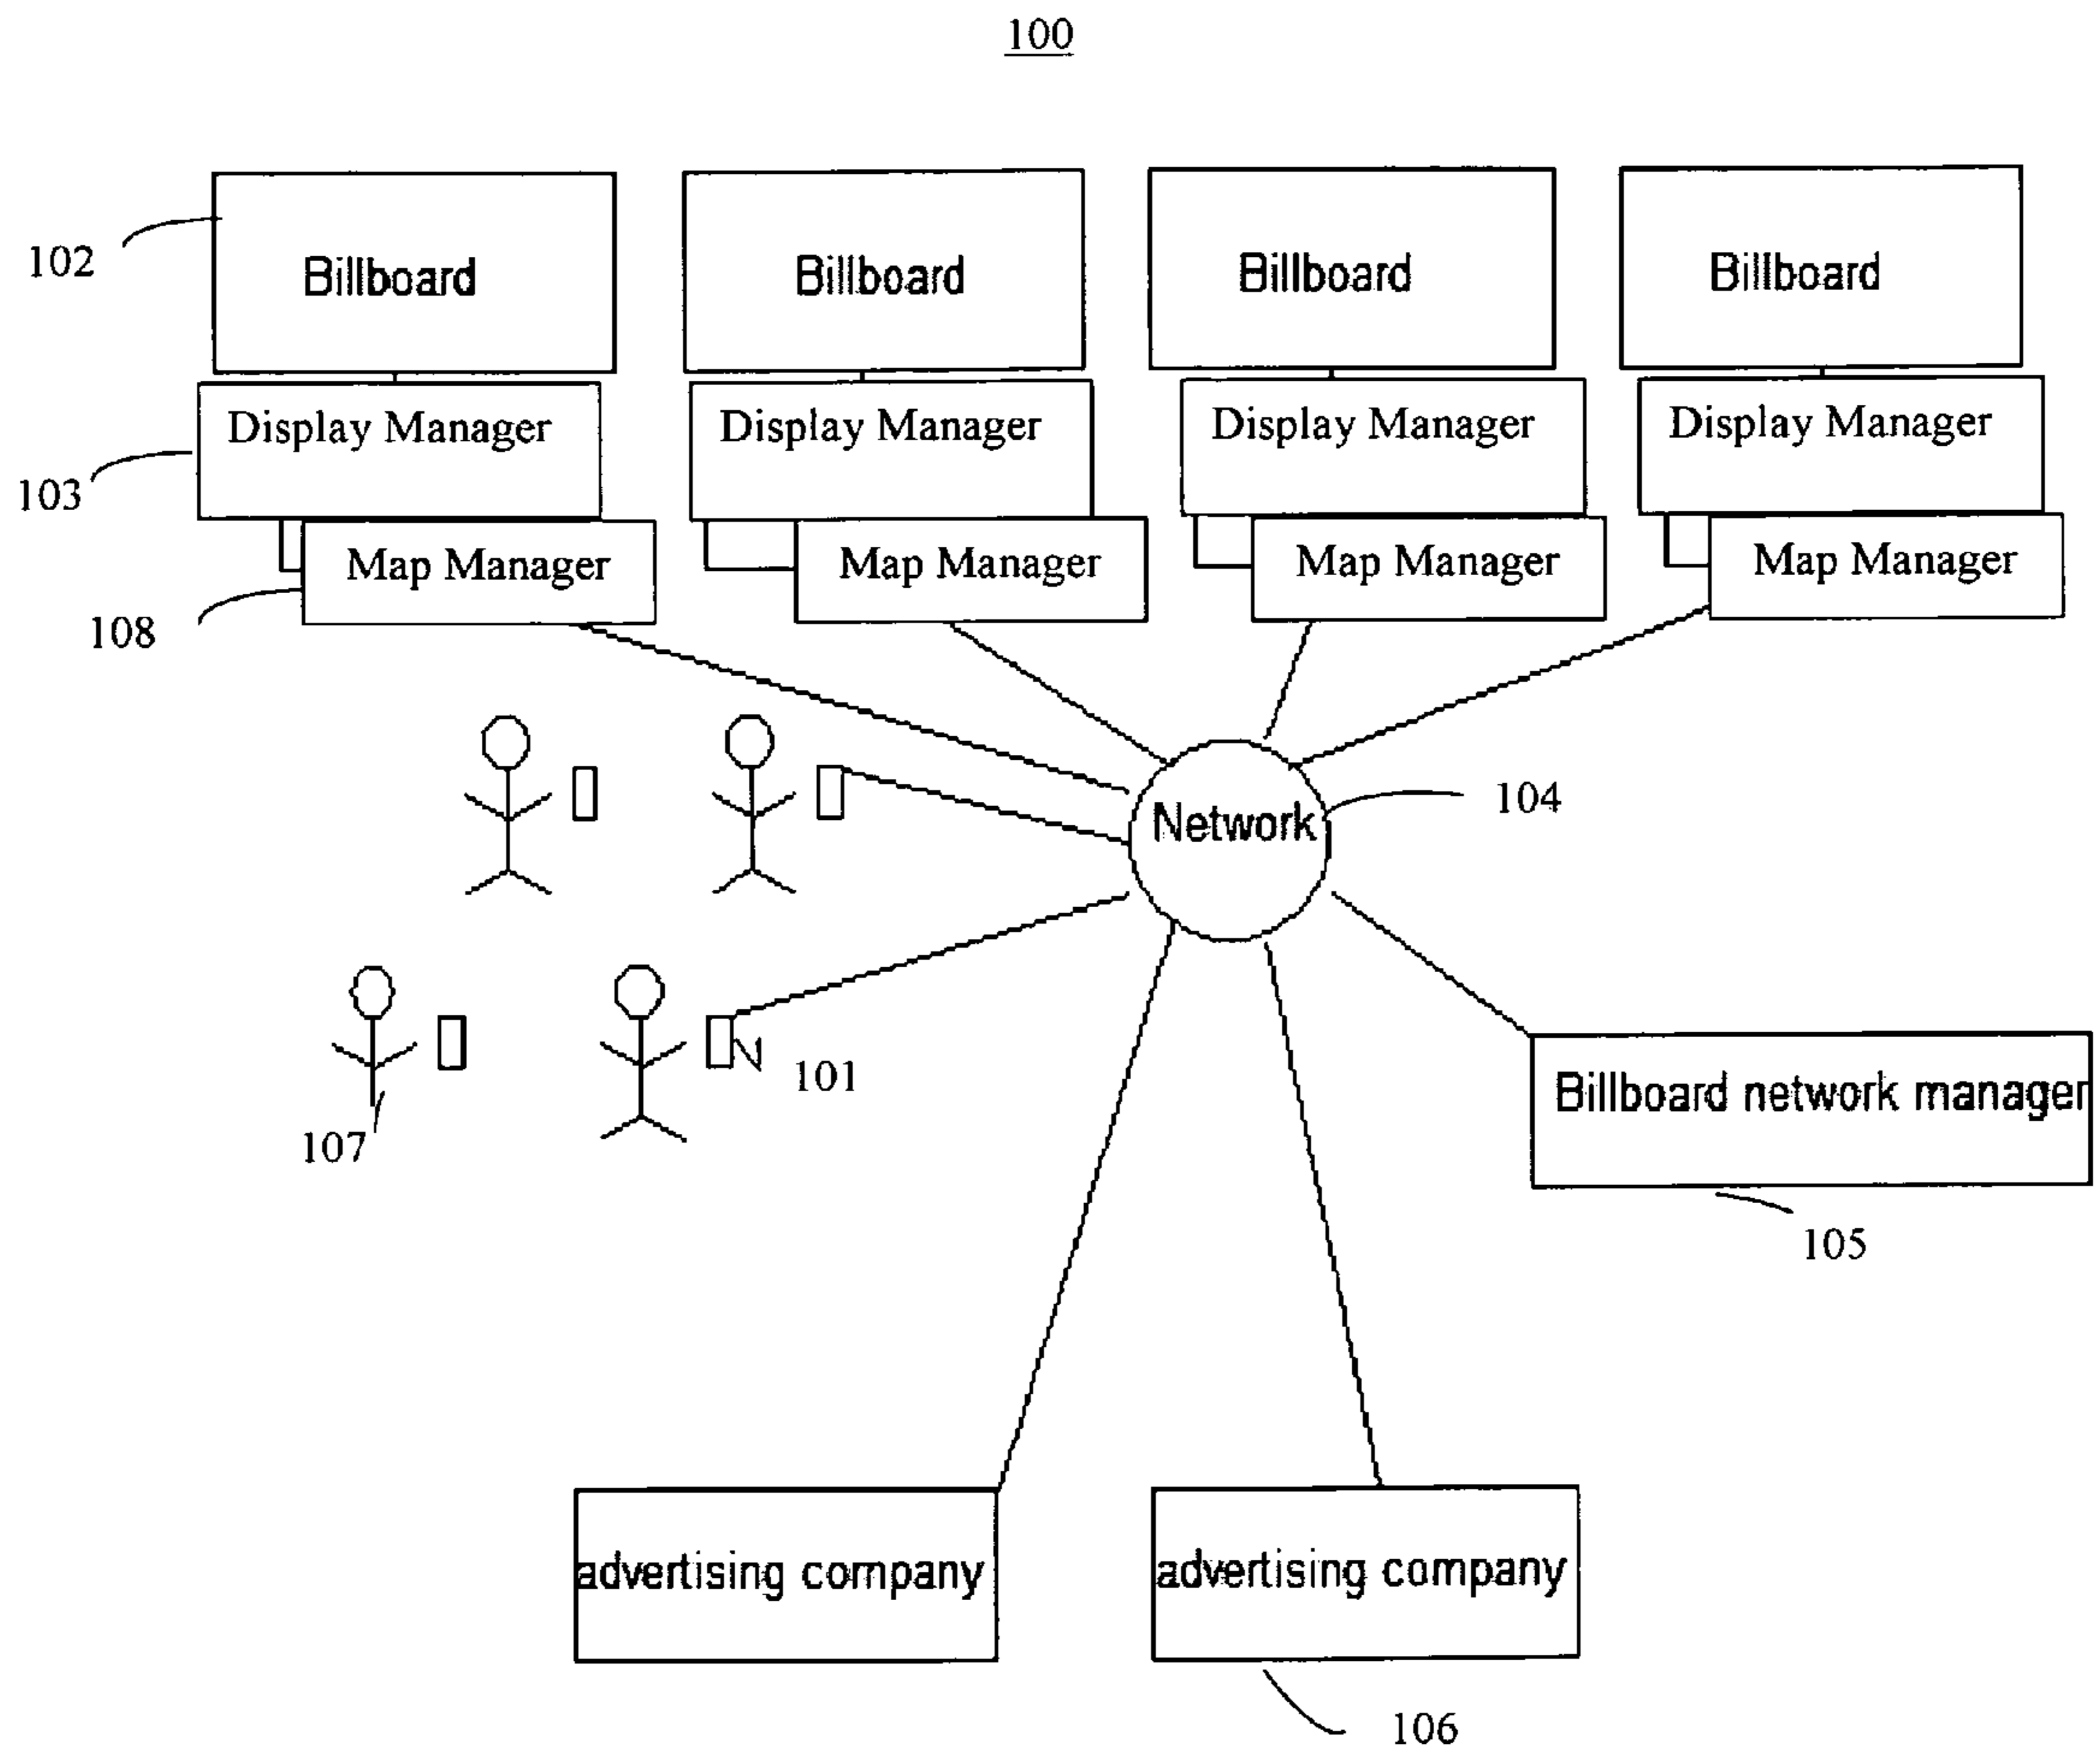 100
Billboard Billboard Billboard Billboard
102
Display Manager Display Manager Display Manager Display Manager
103
Map Manager Map Manager Map Manager Map Manager
108
104
Network
101
Billboard network manager
107
105
advertising company advertising company
106